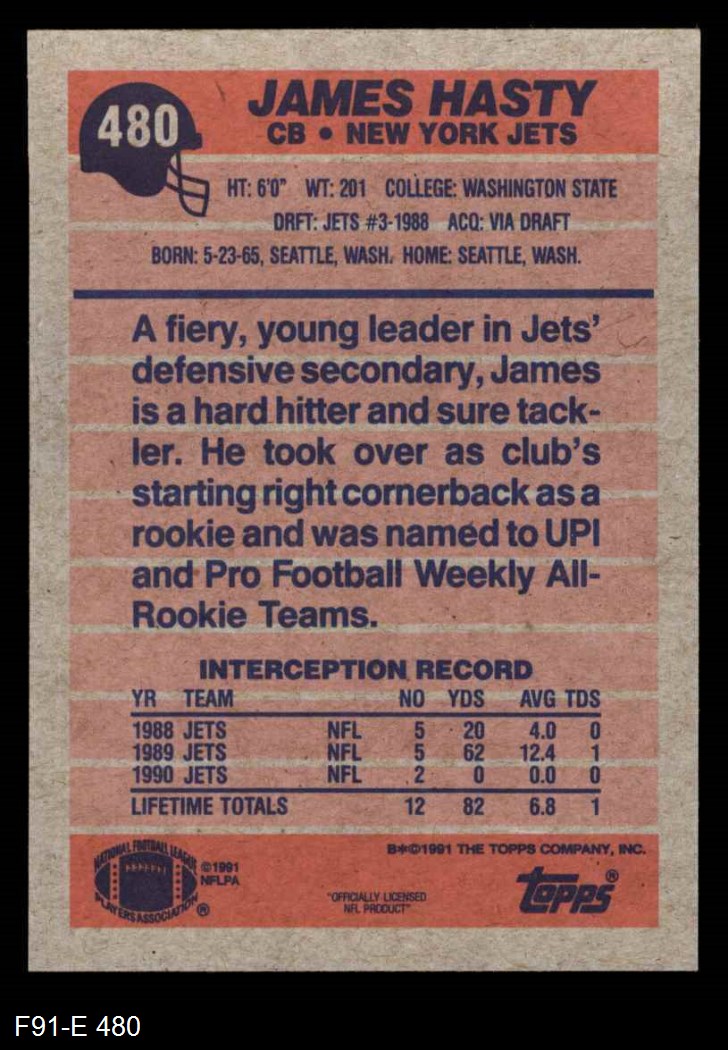 480
JAMES HASTY
CB • NEW YORK JETS
HT: 6'0" WT: 201 COLLEGE: WASHINGTON STATE
DRFT: JETS #3-1988 ACQ: VIA DRAFT
BORN: 5-23-65, SEATTLE, WASH. HOME: SEATTLE, WASH.
A fiery, young leader in Jets'
defensive secondary, James
is a hard hitter and sure tack-
ler. He took over as club's
starting right cornerback as a
rookie and was named to UPI
and Pro Football Weekly All-
Rookie Teams.
INTERCEPTION RECORD
YR TEAM NO YDS AVG TDS
1988 JETS NFL 5 20 4.0 0
1989 JETS NFL 5 62 12.4 1
1990 JETS NFL 2 0 0.0 0
LIFETIME TOTALS 12 82 6.8 1
NATIONAL FOOTBALL LEAGUE
PLAYERS ASSOCIATION ®
©1991
NFLPA
B*©1991 THE TOPPS COMPANY, INC.
"OFFICIALLY LICENSED
NFL PRODUCT"
topps®
F91-E 480